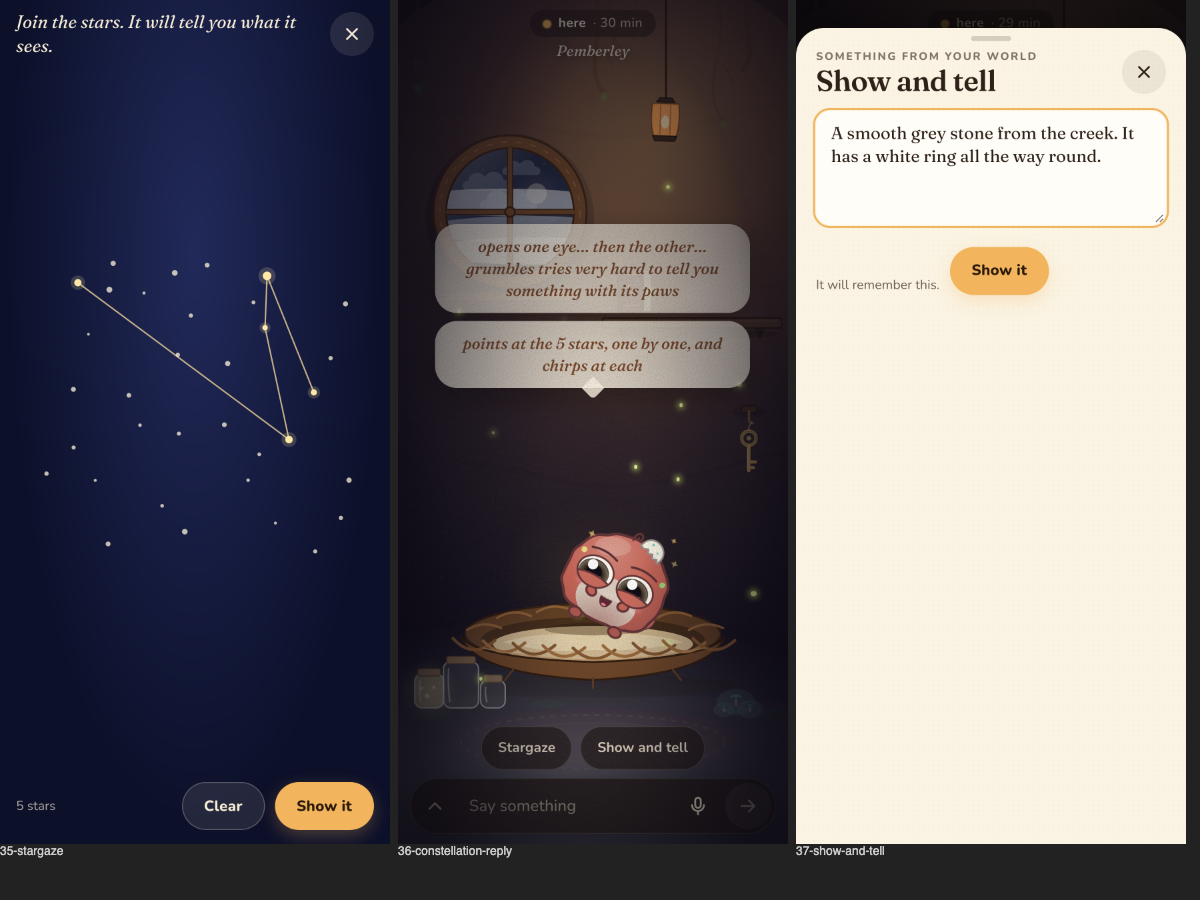 Join the stars. It will tell you what it
sees.
5 stars
Clear
Show it
35-stargaze
here · 30 min
Pemberley
opens one eye... then the other...
grumbles tries very hard to tell you
something with its paws
points at the 5 stars, one by one, and
chirps at each
Stargaze
Show and tell
Say something
36-constellation-reply
here · 29 min
SOMETHING FROM YOUR WORLD
Show and tell
A smooth grey stone from the creek. It
has a white ring all the way round.
It will remember this.
Show it
37-show-and-tell